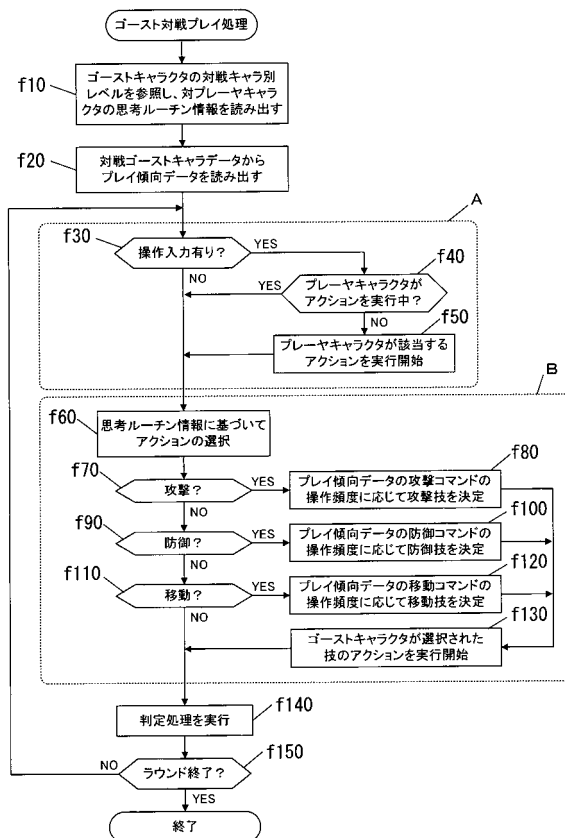 ゴースト対戦プレイ処理
f10
ゴーストキャラクタの対戦キャラ別
レベルを参照し、対プレーヤキャラ
クタの思考ルーチン情報を読み出す
f20
対戦ゴーストキャラデータから
プレイ傾向データを読み出す
A
f30
操作入力有り？
YES
NO
f40
プレーヤキャラクタが
アクションを実行中？
YES
NO
f50
プレーヤキャラクタが該当する
アクションを実行開始
B
f60
思考ルーチン情報に基づいて
アクションの選択
f70
攻撃？
YES
NO
f80
プレイ傾向データの攻撃コマンドの
操作頻度に応じて攻撃技を決定
f90
防御？
YES
NO
f100
プレイ傾向データの防御コマンドの
操作頻度に応じて防御技を決定
f110
移動？
YES
NO
f120
プレイ傾向データの移動コマンドの
操作頻度に応じて移動技を決定
f130
ゴーストキャラクタが選択された
技のアクションを実行開始
f140
判定処理を実行
f150
ラウンド終了？
NO
YES
終了